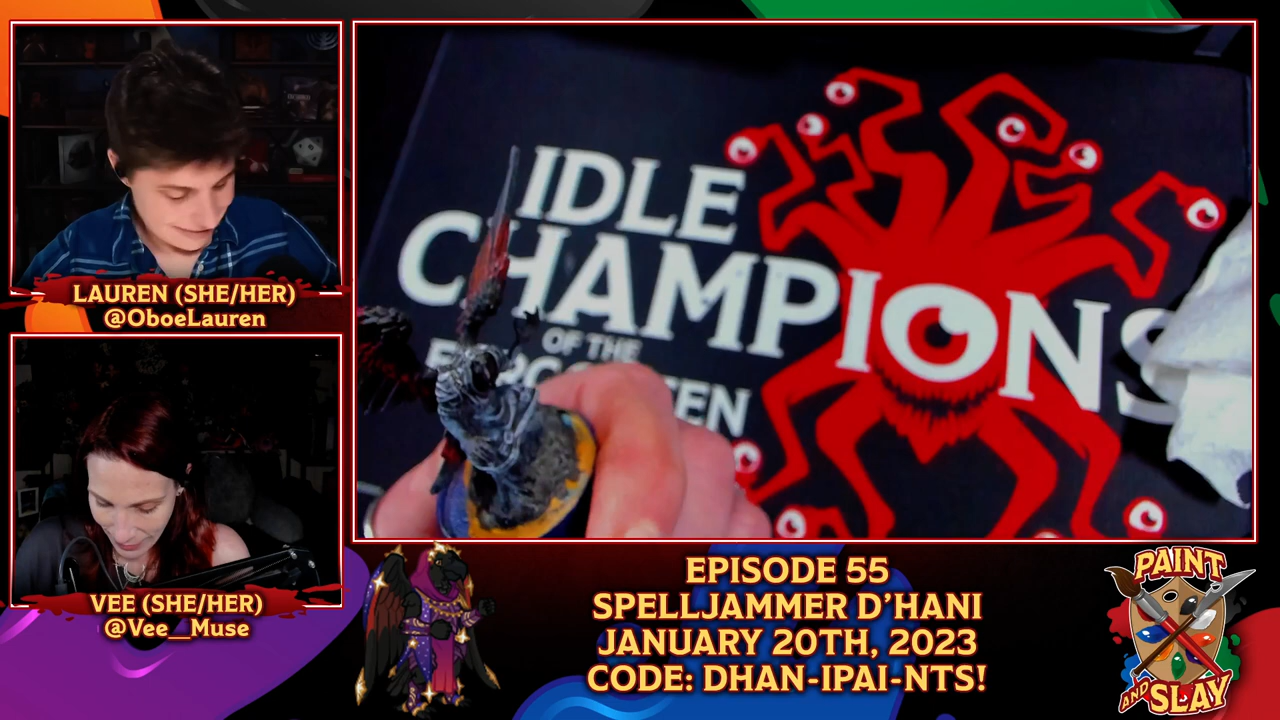 LAUREN (SHE/HER)
@OboeLauren
VEE (SHE/HER)
@Vee__Muse
IDLE
CHAMPIONS
OF THE
EPISODE 55
SPELLJAMMER D'HANI
JANUARY 20TH, 2023
CODE: DHAN-IPAI-NTS!
PAINT
AND SLAY